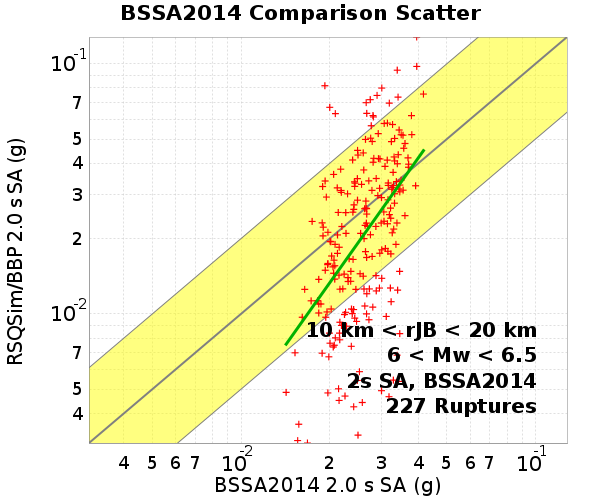 BSSA2014 Comparison Scatter
RSQSim/BBP 2.0 s SA (g)
10⁻¹
7
5
4
3
2
10⁻²
7
5
4
10 km < rJB < 20 km
6 < Mw < 6.5
2s SA, BSSA2014
227 Ruptures
4 5 6 7 10⁻² 2 3 4 5 6 7 10⁻¹
BSSA2014 2.0 s SA (g)